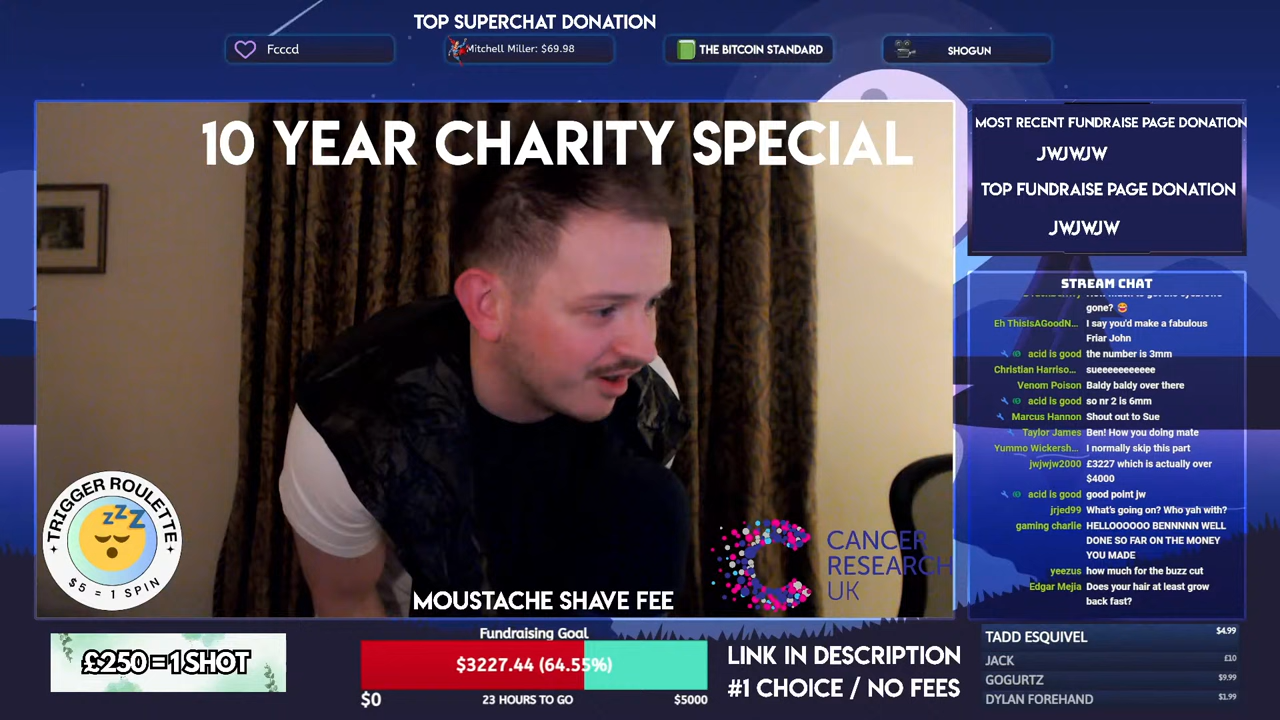 TOP SUPERCHAT DONATION
Fcccd
Mitchell Miller: $69.98
THE BITCOIN STANDARD
SHOGUN
10 YEAR CHARITY SPECIAL
MOST RECENT FUNDRAISE PAGE DONATION
JWJWJW
TOP FUNDRAISE PAGE DONATION
JWJWJW
STREAM CHAT
gone?
Eh ThisIsAGoodN... I say you'd make a fabulous
Friar John
acid is good the number is 3mm
Christian Harriso... sueeeeeeeeeee
Venom Poison Baldy baldy over there
acid is good so nr 2 is 6mm
Marcus Hannon Shout out to Sue
Taylor James Ben! How you doing mate
Yummo Wickersh... I normally skip this part
jwjwjw2000 £3227 which is actually over
$4000
acid is good good point jw
jrjed99 What's going on? Who yah with?
gaming charlie HELLOOOOO BENNNNN WELL
DONE SO FAR ON THE MONEY
YOU MADE
yeezus how much for the buzz cut
Edgar Mejia Does your hair at least grow
back fast?
TRIGGER ROULETTE
zzz
$5 = 1 SPIN
CANCER
RESEARCH
UK
MOUSTACHE SHAVE FEE
£250 = 1 SHOT
Fundraising Goal
$3227.44 (64.55%)
$0
23 HOURS TO GO
$5000
LINK IN DESCRIPTION
#1 CHOICE / NO FEES
TADD ESQUIVEL $4.99
JACK £10
GOGURTZ $9.99
DYLAN FOREHAND $1.99